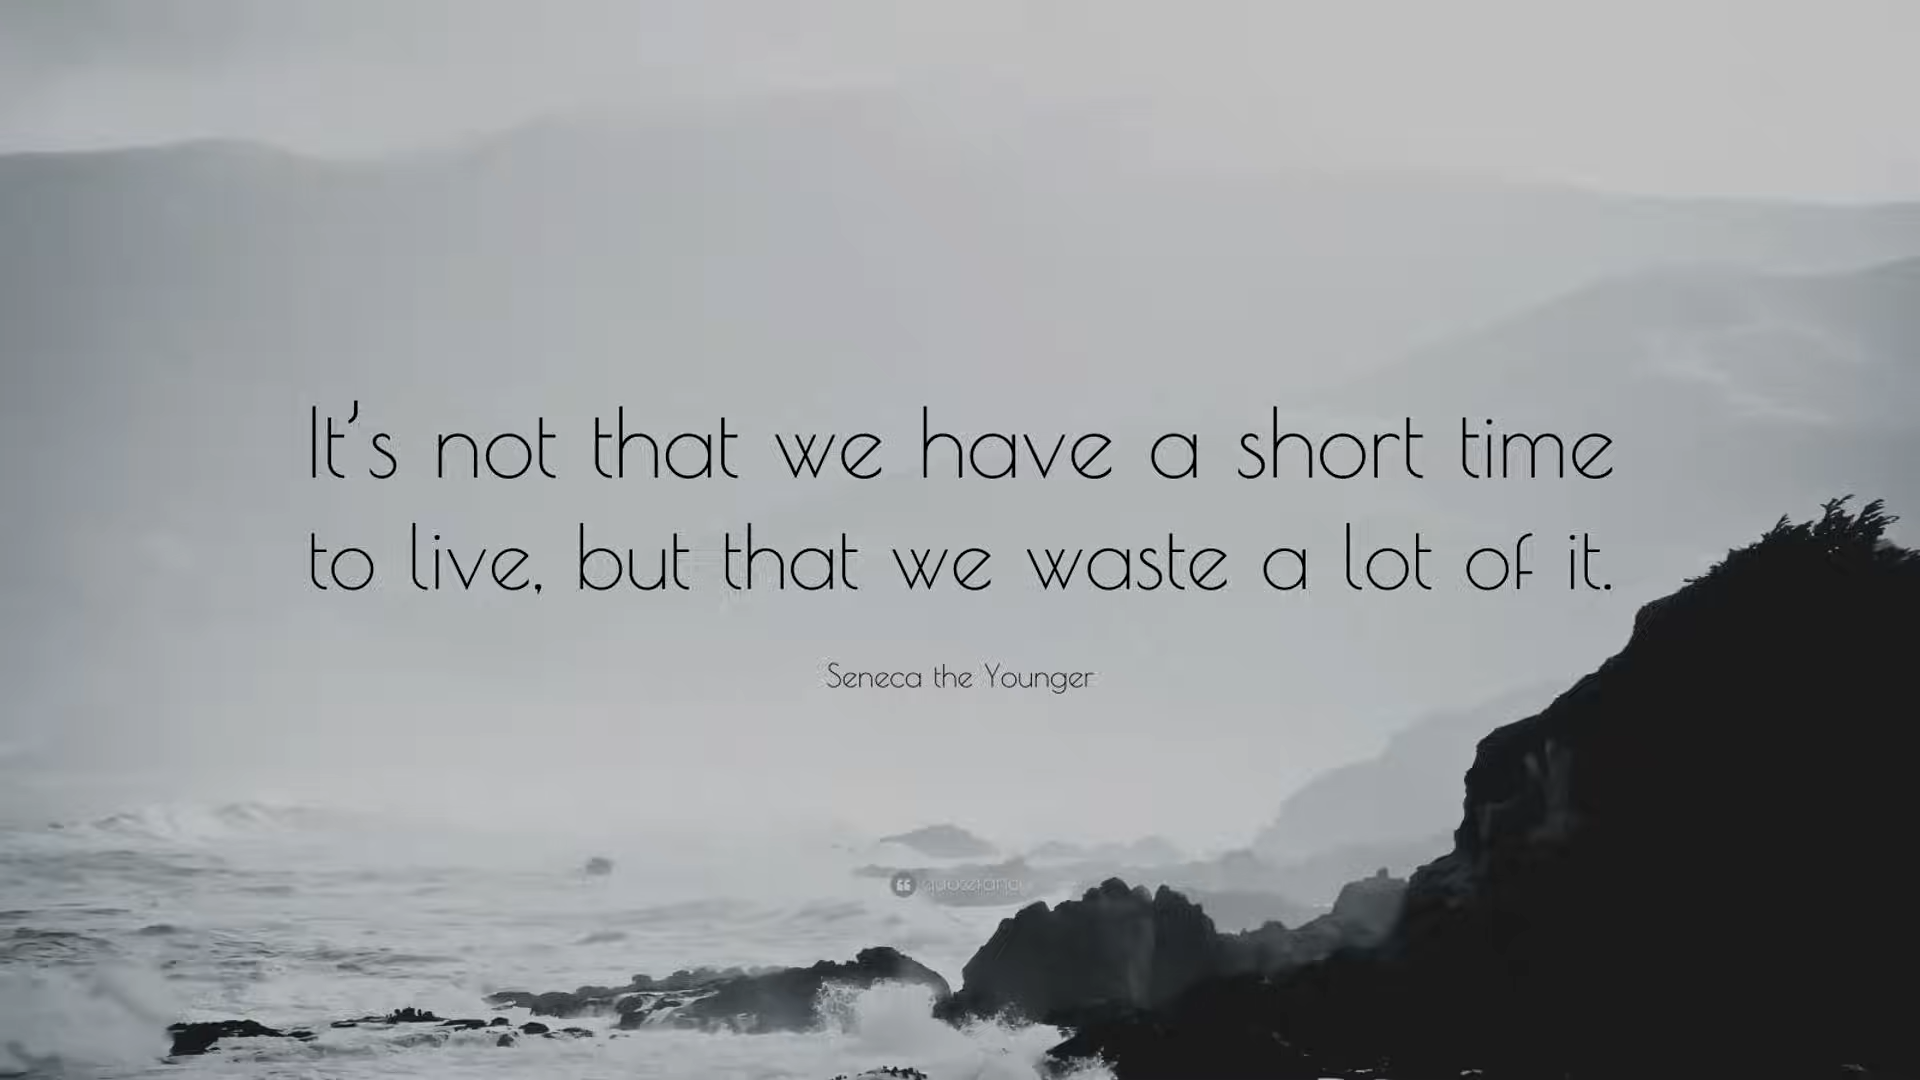 It’s not that we have a short time
to live, but that we waste a lot of it.
Seneca the Younger
quotefancy